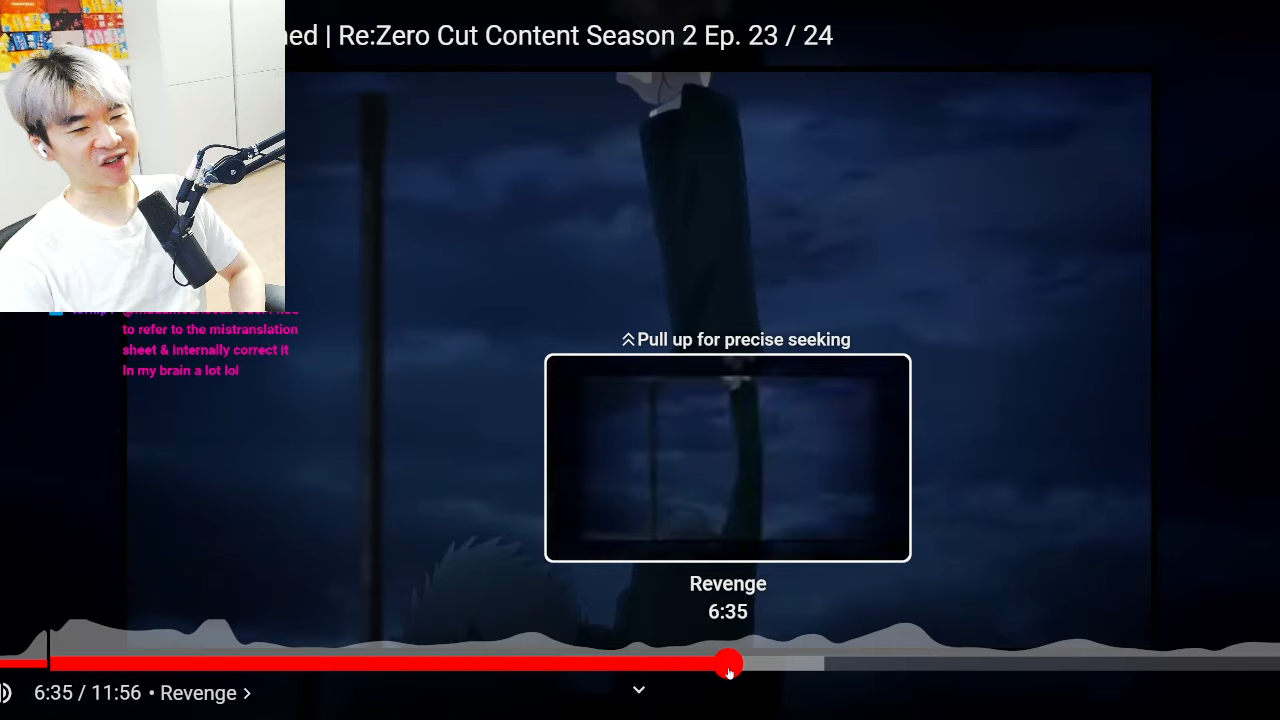 | Re:Zero Cut Content Season 2 Ep. 23 / 24
to refer to the mistranslation
sheet & internally correct it
In my brain a lot lol
Pull up for precise seeking
Revenge
6:35
6:35 / 11:56 • Revenge >